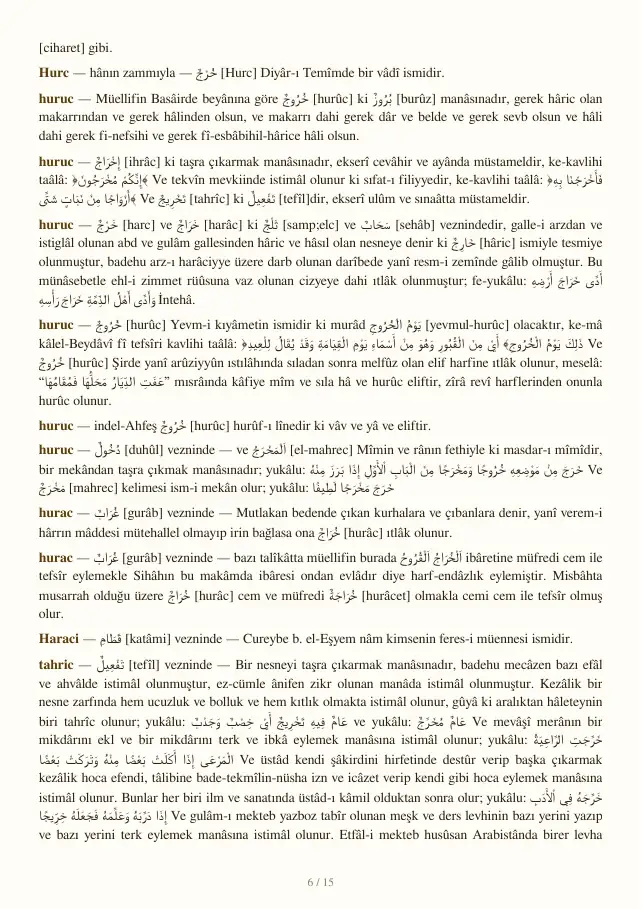 [ciharet] gibi.
Hurc — hânın zammıyla — خُرْجٌ [Hurc] Diyâr-ı Temîmde bir vâdî ismidir.
huruc — Müellifin Basâirde beyânına göre خُرُوجٌ [hurûc] ki بُرُوزٌ [burûz] manâsınadır, gerek hâric olan
makarrından ve gerek hâlinden olsun, ve makarrı dahi gerek dâr ve belde ve gerek sevb olsun ve hâli
dahi gerek fi-nefsihi ve gerek fî-esbâbihil-hârice hâli olsun.
huruc — إِخْرَاجٌ [ihrâc] ki taşra çıkarmak manâsınadır, ekserî cevâhir ve ayânda müstameldir, ke-kavlihi
taâlâ: ﴿إِنَّكُمْ مُخْرَجُونَ﴾ Ve tekvîn mevkiinde istimâl olunur ki sıfat-ı filiyyedir, ke-kavlihi taâlâ: ﴿فَأَخْرَجْنَا بِهِ
أَزْوَاجًا مِنْ نَبَاتٍ شَتَّى﴾ Ve تَخْرِيجٌ [tahrîc] ki تَفْعِيلٌ [tefîl]dir, ekserî ulûm ve sınaâtta müstameldir.
huruc — خَرْجٌ [harc] ve خَرَاجٌ [harâc] ki ثَلْجٌ [samp;elc] ve سَحَابٌ [sehâb] veznindedir, galle-i arzdan ve
istiglâl olunan abd ve gulâm gallesinden hâric ve hâsıl olan nesneye denir ki خَارِجٌ [hâric] ismiyle tesmiye
olunmuştur, badehu arz-ı harâciyye üzere darb olunan darîbede yanî resm-i zemînde gâlib olmuştur. Bu
münâsebetle ehl-i zimmet rüûsuna vaz olunan cizyeye dahi ıtlâk olunmuştur; fe-yukâlu: أَدَّى خَرَاجَ أَرْضِهِ
وَأَدَّى أَهْلُ الذِّمَّةِ خَرَاجَ رَأْسِهِ İntehâ.
huruc — خُرُوجٌ [hurûc] Yevm-i kıyâmetin ismidir ki murâd يَوْمُ الْخُرُوجِ [yevmul-hurûc] olacaktır, ke-mâ
kâlel-Beydâvî fî tefsîri kavlihi taâlâ: ﴿ذَلِكَ يَوْمُ الْخُرُوجِ﴾ أَيْ مِنَ الْقُبُورِ وَهُوَ مِنْ أَسْمَاءِ يَوْمِ الْقِيَامَةِ وَقَدْ يُقَالُ لِلْعِيدِ Ve
خُرُوجٌ [hurûc] Şirde yanî arûziyyûn ıstılâhında sıladan sonra melfûz olan elif harfine ıtlâk olunur, meselâ:
“عَفَتِ الدِّيَارُ مَحَلُّهَا فَمُقَامُهَا” mısrânda kâfiye mîm ve sıla hâ ve hurûc eliftir, zîrâ revî harflerinden onunla
hurûc olunur.
huruc — indel-Ahfeş خُرُوجٌ [hurûc] hurûf-ı lînedir ki vâv ve yâ ve eliftir.
huruc — دُخُولٌ [duhûl] vezninde — ve اَلْمَخْرَجُ [el-mahrec] Mîmin ve rânın fethiyle ki masdar-ı mîmîdir,
bir mekândan taşra çıkmak manâsınadır; yukâlu: خَرَجَ مِنْ مَوْضِعِهِ خُرُوجًا وَمَخْرَجًا مِنَ الْبَابِ الْأَوَّلِ إِذَا بَرَزَ مِنْهُ Ve
مَخْرَجٌ [mahrec] kelimesi ism-i mekân olur; yukâlu: خَرَجَ مَخْرَجًا لَطِيفًا
hurac — غُرَابٌ [gurâb] vezninde — Mutlakan bedende çıkan kurhalara ve çıbanlara denir, yanî verem-i
hârrın mâddesi mütehallel olmayıp irin bağlasa ona خُرَاجٌ [hurâc] ıtlâk olunur.
hurac — غُرَابٌ [gurâb] vezninde — bazı talîkâtta müellifin burada اَلْخُرَاجُ اَلْقُرُوحُ ibâretine müfredi cem ile
tefsîr eylemekle Sihâhın bu makâmda ibâresi ondan evlâdır diye harf-endâzlık eylemiştir. Misbâhta
musarrah olduğu üzere خُرَاجٌ [hurâc] cem ve müfredi خُرَاجَةٌ [hurâcet] olmakla cemi cem ile tefsîr olmuş
olur.
Haraci — قَطَامِ [katâmi] vezninde — Cureybe b. el-Eşyem nâm kimsenin feres-i müennesi ismidir.
tahric — تَفْعِيلٌ [tefîl] vezninde — Bir nesneyi taşra çıkarmak manâsınadır, badehu mecâzen bazı efâl
ve ahvâlde istimâl olunmuştur, ez-cümle ânifen zikr olunan manâda istimâl olunmuştur. Kezâlik bir
nesne zarfında hem ucuzluk ve bolluk ve hem kıtlık olmakta istimâl olunur, gûyâ ki aralıktan hâleteynin
biri tahrîc olunur; yukâlu: عَامٌ فِيهِ تَخْرِيجٌ أَيْ خِصْبٌ وَجَدْبٌ ve yukâlu: عَامٌ مُخَرَّجٌ Ve mevâşî merânın bir
mikdârını ekl ve bir mikdârını terk ve ibkâ eylemek manâsına istimâl olunur; yukâlu: خَرَّجَتِ الرَّاعِيَةُ
الْمَرْعَى إِذَا أَكَلَتْ بَعْضًا مِنْهُ وَتَرَكَتْ بَعْضًا Ve üstâd kendi şâkirdini hirfetinde destûr verip başka çıkarmak
kezâlik hoca efendi, tâlibine bade-tekmîlin-nüsha izn ve icâzet verip kendi gibi hoca eylemek manâsına
istimâl olunur. Bunlar her biri ilm ve sanatında üstâd-ı kâmil olduktan sonra olur; yukâlu: خَرَّجَهُ فِي الْأَدَبِ
إِذَا دَرَّبَهُ وَعَلَّمَهُ فَجَعَلَهُ خِرِّيجًا Ve gulâm-ı mekteb yazboz tabîr olunan meşk ve ders levhinin bazı yerini yazıp
ve bazı yerini terk eylemek manâsına istimâl olunur. Etfâl-i mekteb husûsan Arabistânda birer levha
6 / 15